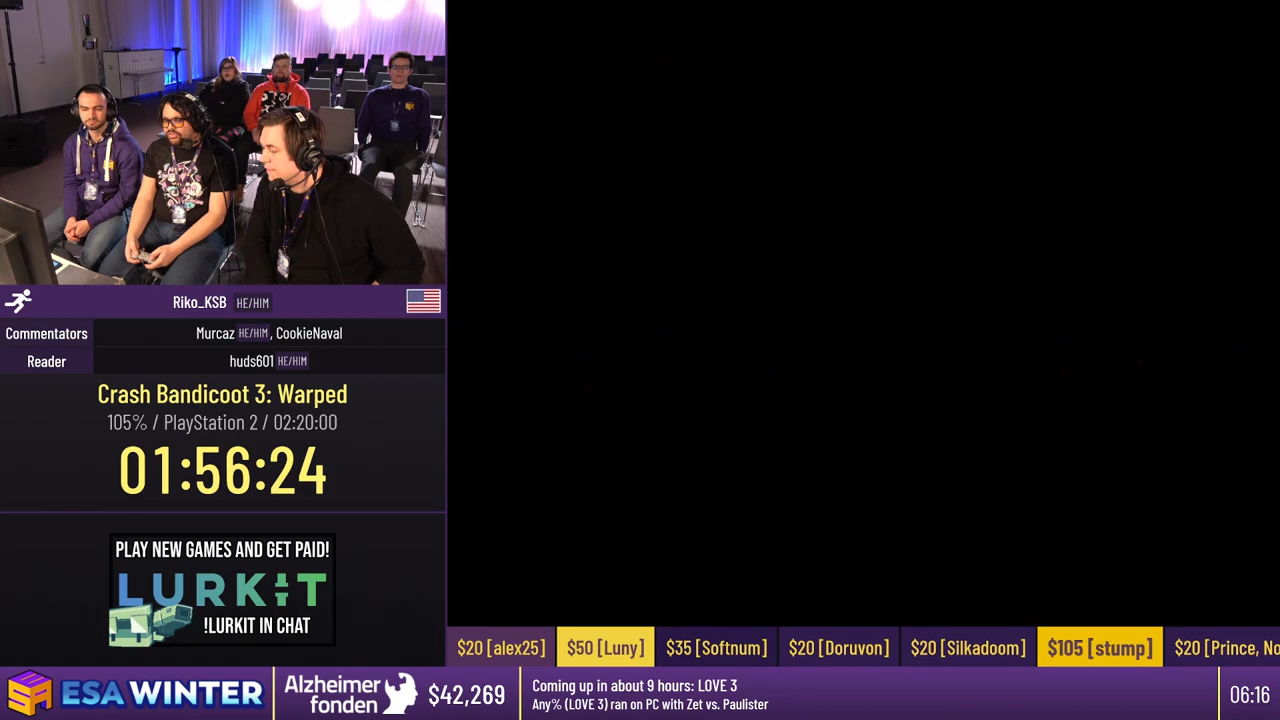 Riko_KSB HE/HIM
Commentators
Murcaz HE/HIM, CookieNaval
Reader
huds601 HE/HIM
Crash Bandicoot 3: Warped
105% / PlayStation 2 / 02:20:00
01:56:24
PLAY NEW GAMES AND GET PAID!
LURKIT
!LURKIT IN CHAT
$20 [alex25]
$50 [Luny]
$35 [Softnum]
$20 [Doruvon]
$20 [Silkadoom]
$105 [stump]
$20 [Prince, No
ESA WINTER
Alzheimer
fonden
$42,269
Coming up in about 9 hours: LOVE 3
Any% (LOVE 3) ran on PC with Zet vs. Paulister
06:16